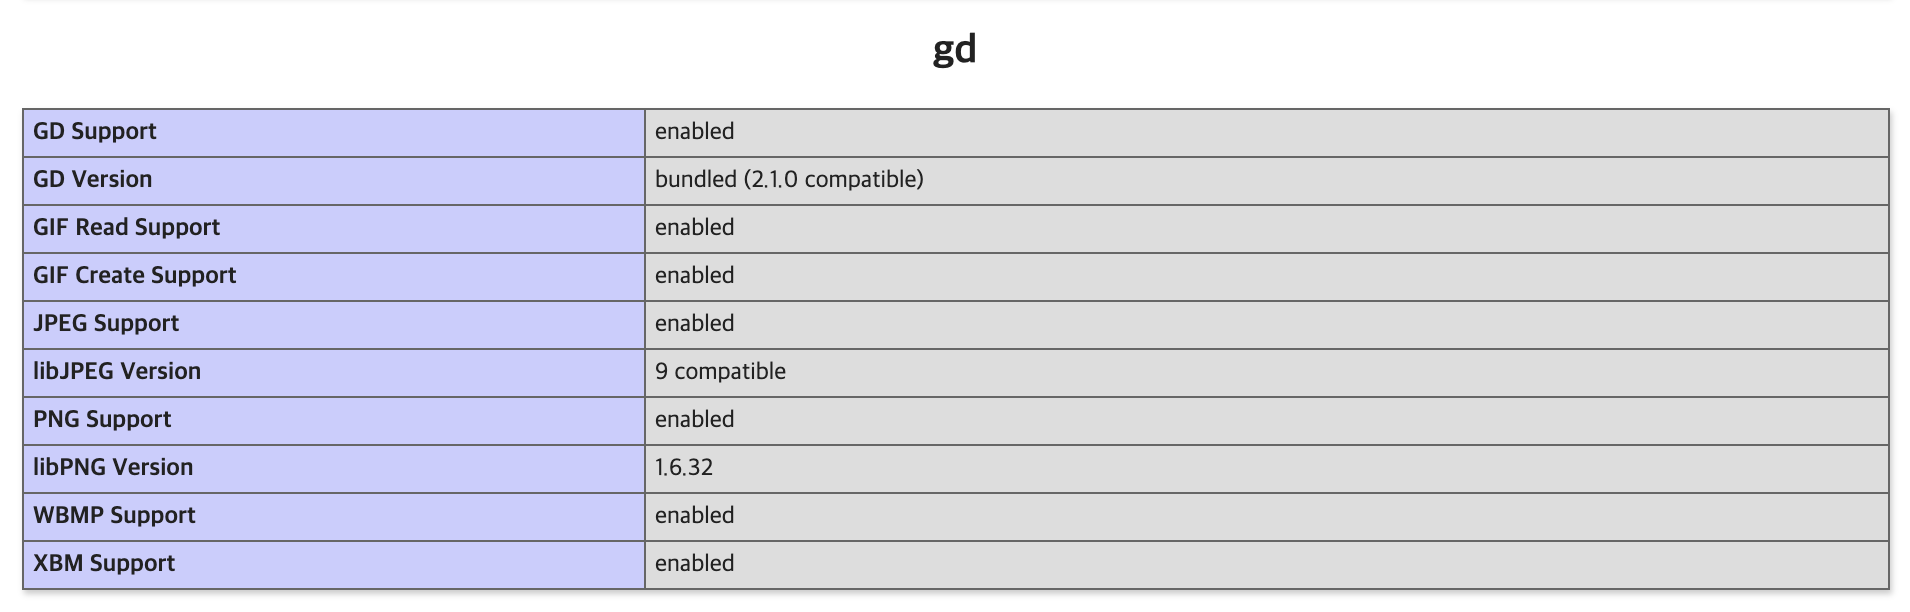 gd
GD Support enabled
GD Version bundled (2.1.0 compatible)
GIF Read Support enabled
GIF Create Support enabled
JPEG Support enabled
libJPEG Version 9 compatible
PNG Support enabled
libPNG Version 1.6.32
WBMP Support enabled
XBM Support enabled